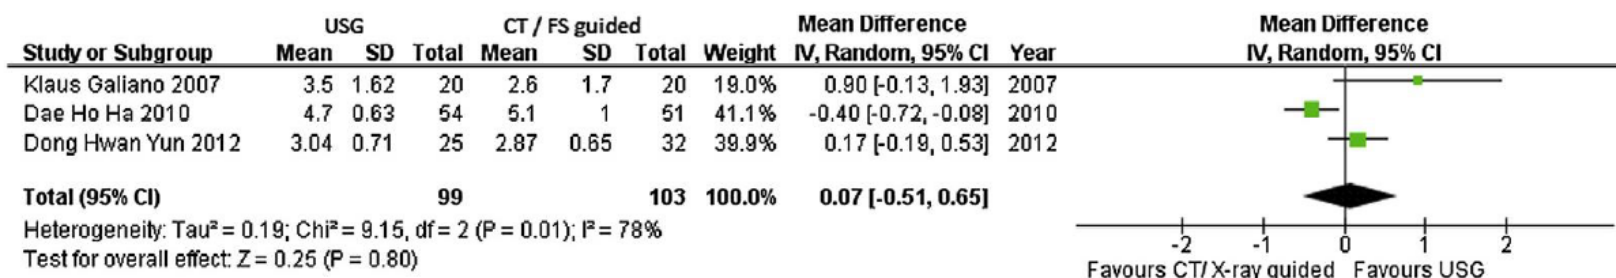 USG CT / FS guided Mean Difference Mean Difference
Study or Subgroup Mean SD Total Mean SD Total Weight IV, Random, 95% CI Year IV, Random, 95% CI
Klaus Galiano 2007 3.5 1.62 20 2.6 1.7 20 19.0% 0.90 [-0.13, 1.93] 2007
Dae Ho Ha 2010 4.7 0.63 54 5.1 1 51 41.1% -0.40 [-0.72, -0.08] 2010
Dong Hwan Yun 2012 3.04 0.71 25 2.87 0.65 32 39.9% 0.17 [-0.19, 0.53] 2012
Total (95% CI) 99 103 100.0% 0.07 [-0.51, 0.65]
Heterogeneity: Tau² = 0.19; Chi² = 9.15, df = 2 (P = 0.01); I² = 78%
Test for overall effect: Z = 0.25 (P = 0.80)
-2 -1 0 1 2
Favours CT/ X-ray guided Favours USG